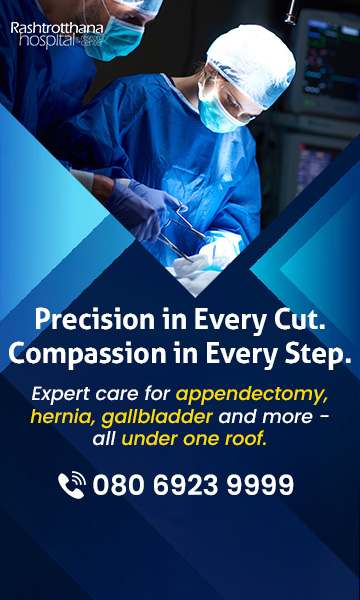 Rashtrotthana
hospital
Precision in Every Cut.
Compassion in Every Step.
Expert care for appendectomy,
hernia, gallbladder and more -
all under one roof.
080 6923 9999